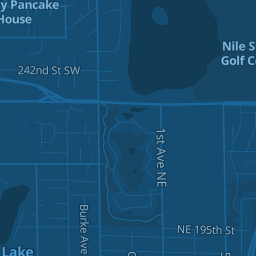 y Pancake
House
Nile S
Golf C
242nd St SW
1st Ave NE
NE 195th St
Burke Ave
Lake